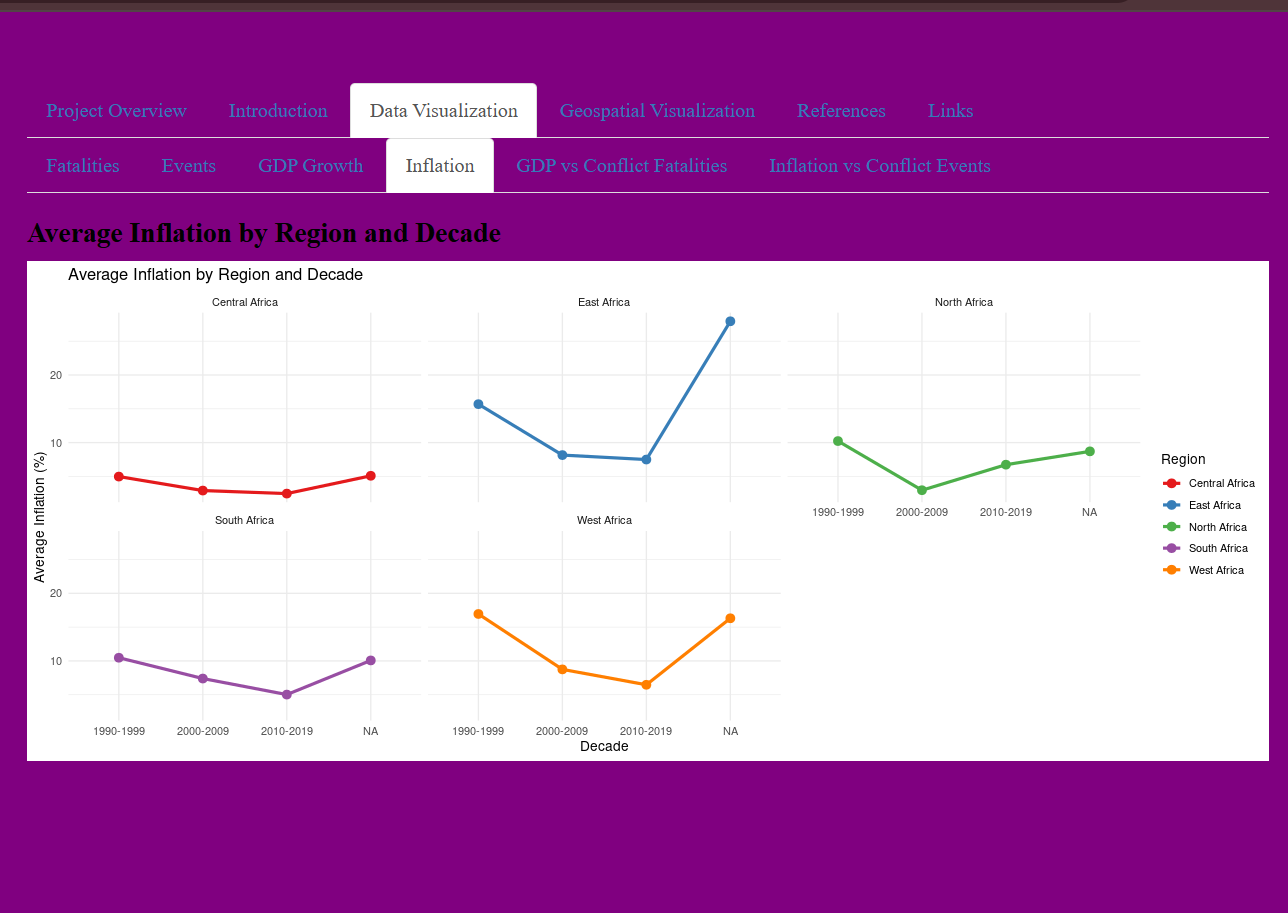 Project Overview Introduction Data Visualization Geospatial Visualization References Links
Fatalities Events GDP Growth Inflation GDP vs Conflict Fatalities Inflation vs Conflict Events
Average Inflation by Region and Decade
Average Inflation by Region and Decade
Central Africa East Africa North Africa
20
10
1990-1999 2000-2009 2010-2019 NA
South Africa West Africa
20
10
1990-1999 2000-2009 2010-2019 NA 1990-1999 2000-2009 2010-2019 NA
Decade
Average Inflation (%)
Region
Central Africa
East Africa
North Africa
South Africa
West Africa